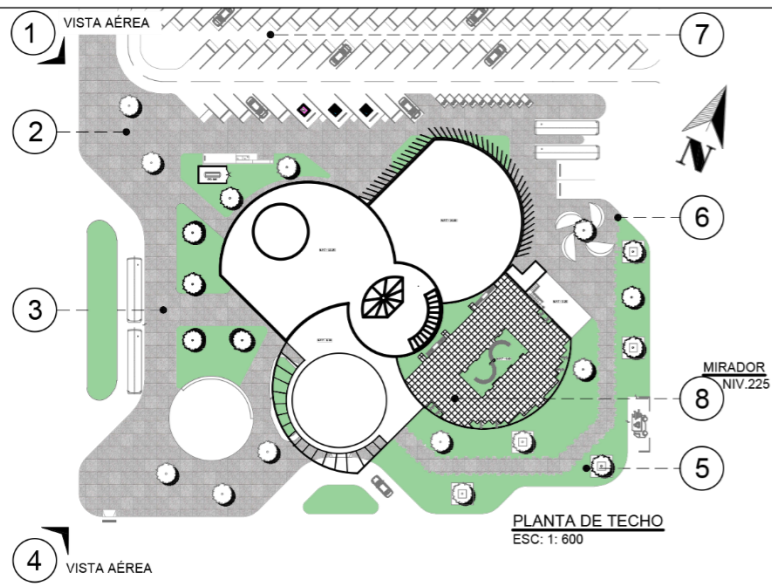 1 VISTA AÉREA
7
2
N
6
3
MIRADOR
NIV.225
8
5
PLANTA DE TECHO
ESC: 1: 600
4 VISTA AÉREA